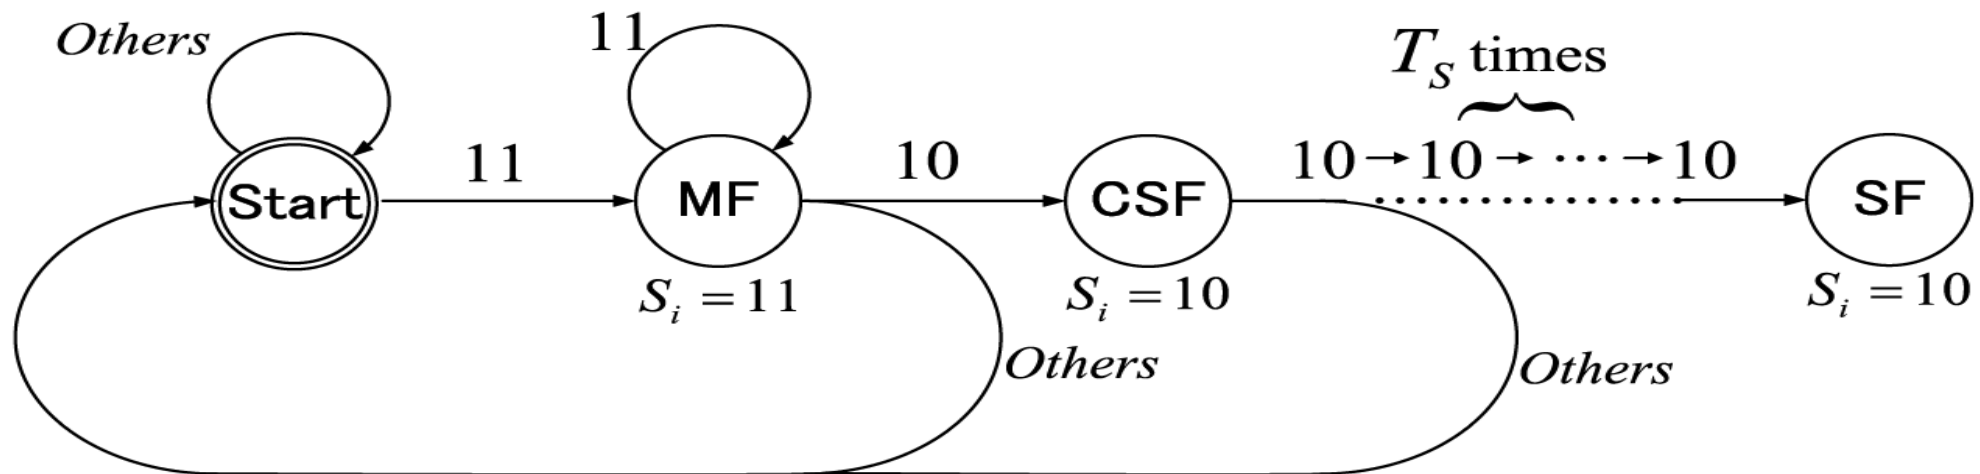 Others
11
T_S times
11
10
10→10→⋯→10
Start
MF
CSF
SF
S_i = 11
S_i = 10
S_i = 10
Others
Others